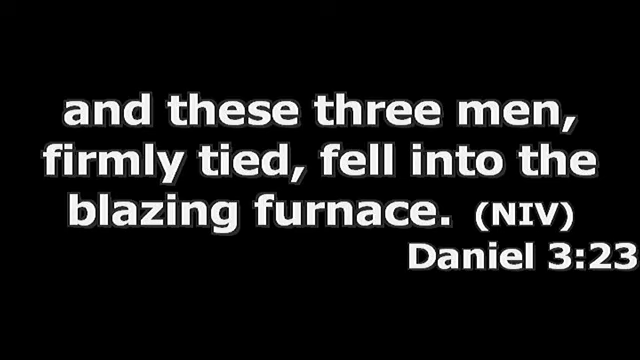 and these three men,
firmly tied, fell into the
blazing furnace. (NIV)
Daniel 3:23